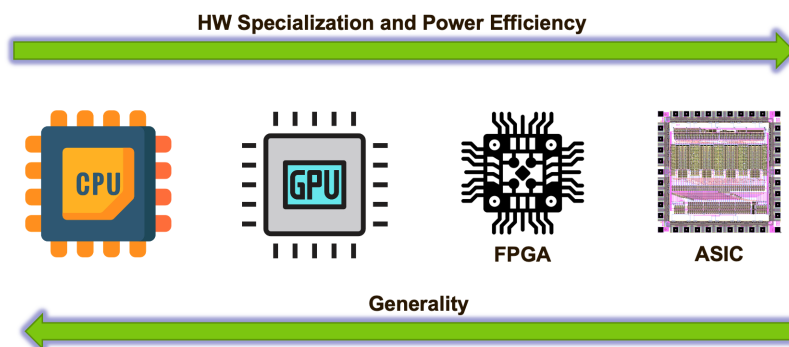 HW Specialization and Power Efficiency
CPU
GPU
FPGA
ASIC
Generality